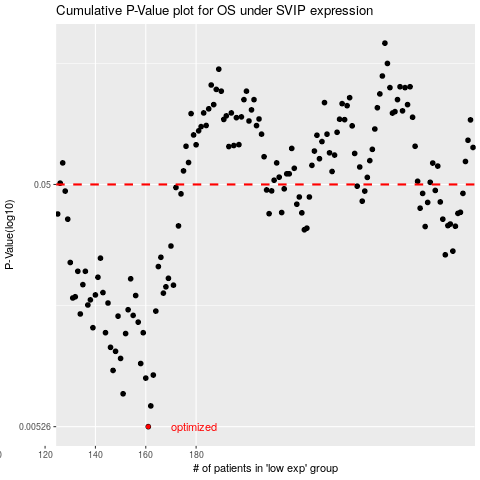 Cumulative P-Value plot for OS under SVIP expression
P-Value(log10)
0.05
0.00526
optimized
0
120
140
160
180
# of patients in 'low exp' group